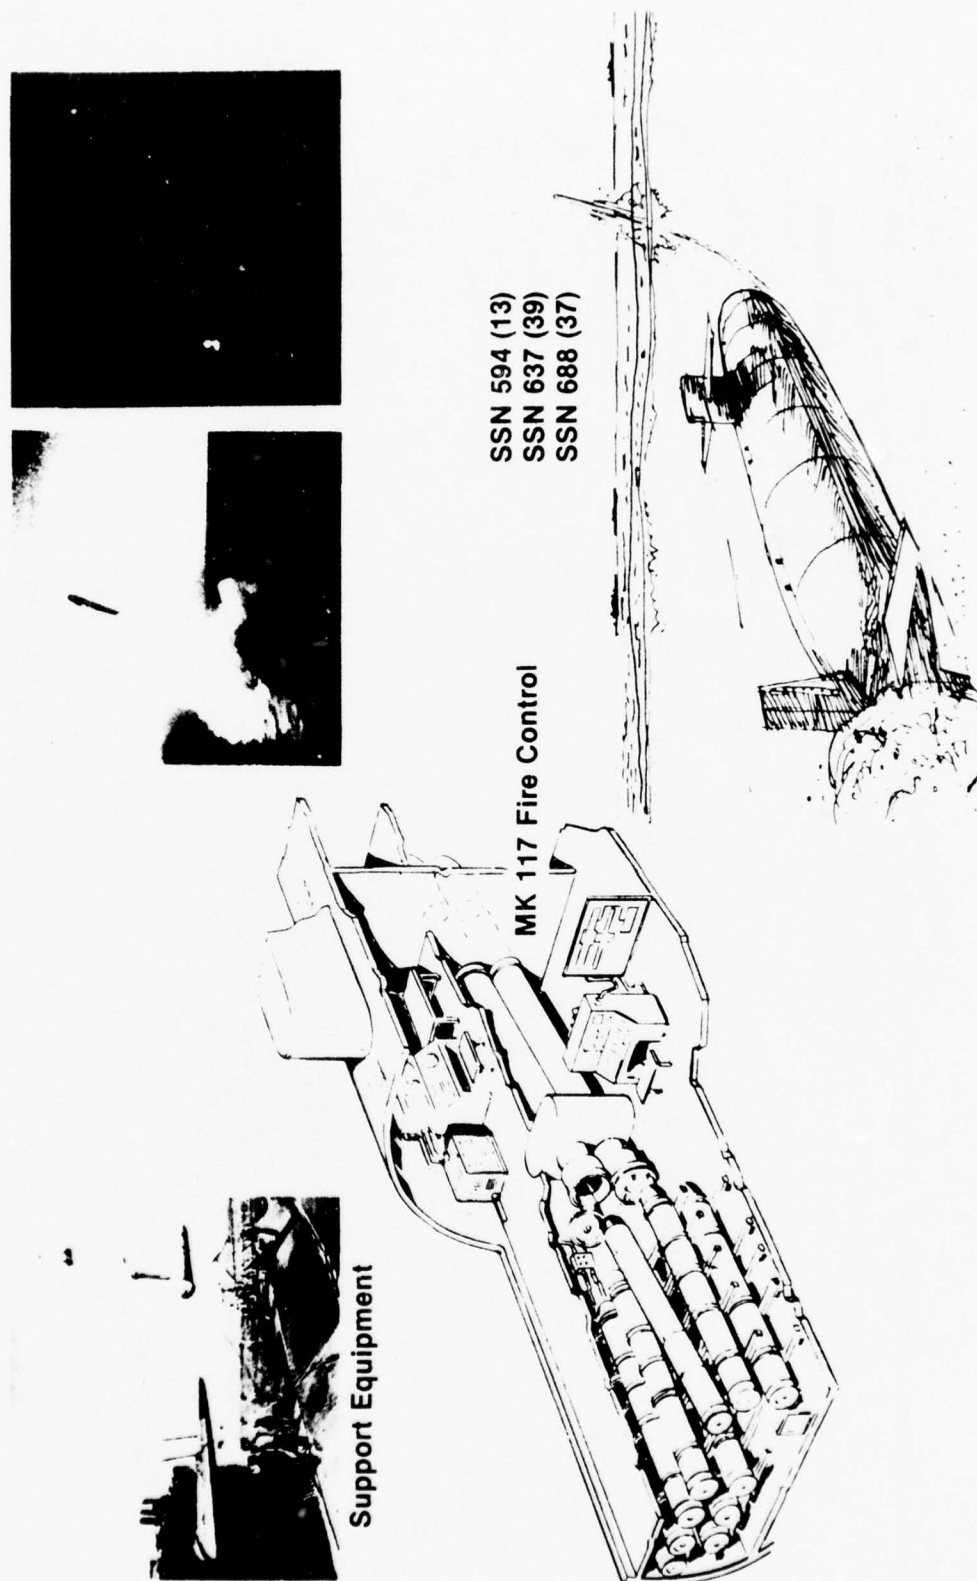 Support Equipment
MK 117 Fire Control
SSN 594 (13)
SSN 637 (39)
SSN 688 (37)